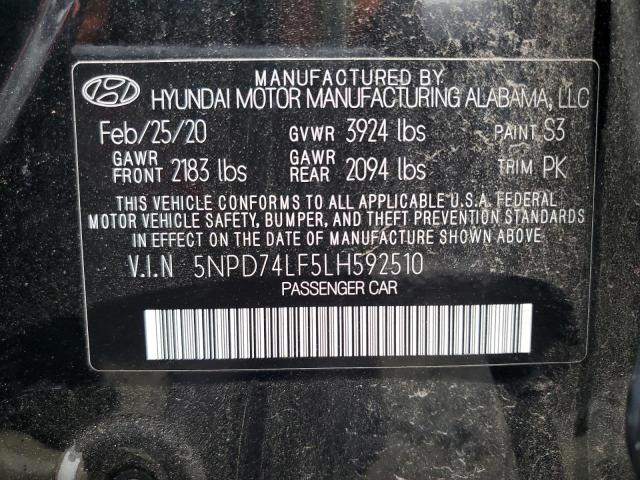 MANUFACTURED BY
HYUNDAI MOTOR MANUFACTURING ALABAMA, LLC
Feb/25/20 GVWR 3924 lbs PAINT S3
GAWR FRONT 2183 lbs GAWR REAR 2094 lbs TRIM PK
THIS VEHICLE CONFORMS TO ALL APPLICABLE U.S.A. FEDERAL
MOTOR VEHICLE SAFETY, BUMPER, AND THEFT PREVENTION STANDARDS
IN EFFECT ON THE DATE OF MANUFACTURE SHOWN ABOVE.
V.I.N 5NPD74LF5LH592510
PASSENGER CAR